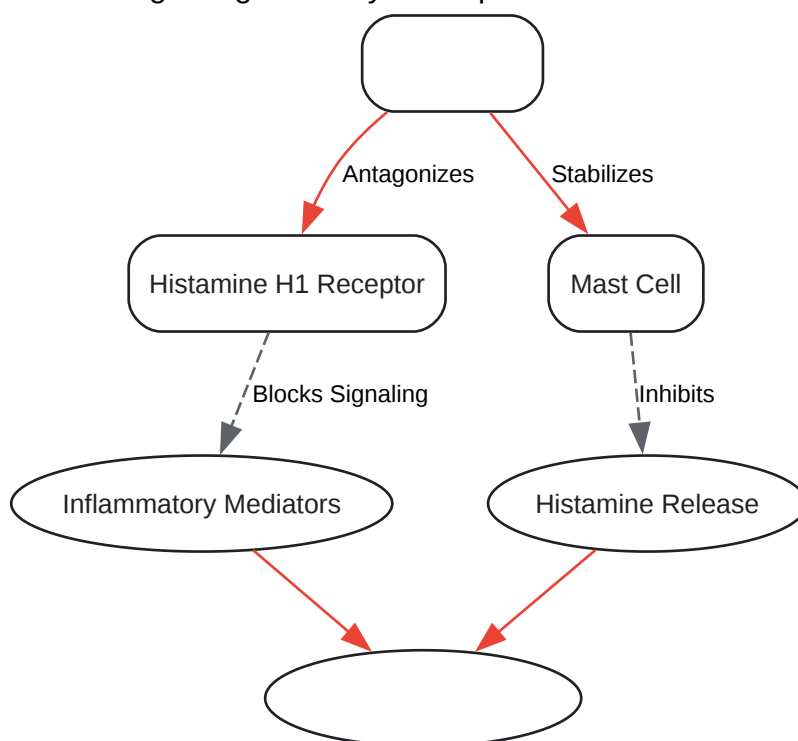 Antagonizes
Stabilizes
Histamine H1 Receptor
Mast Cell
Blocks Signaling
Inhibits
Inflammatory Mediators
Histamine Release